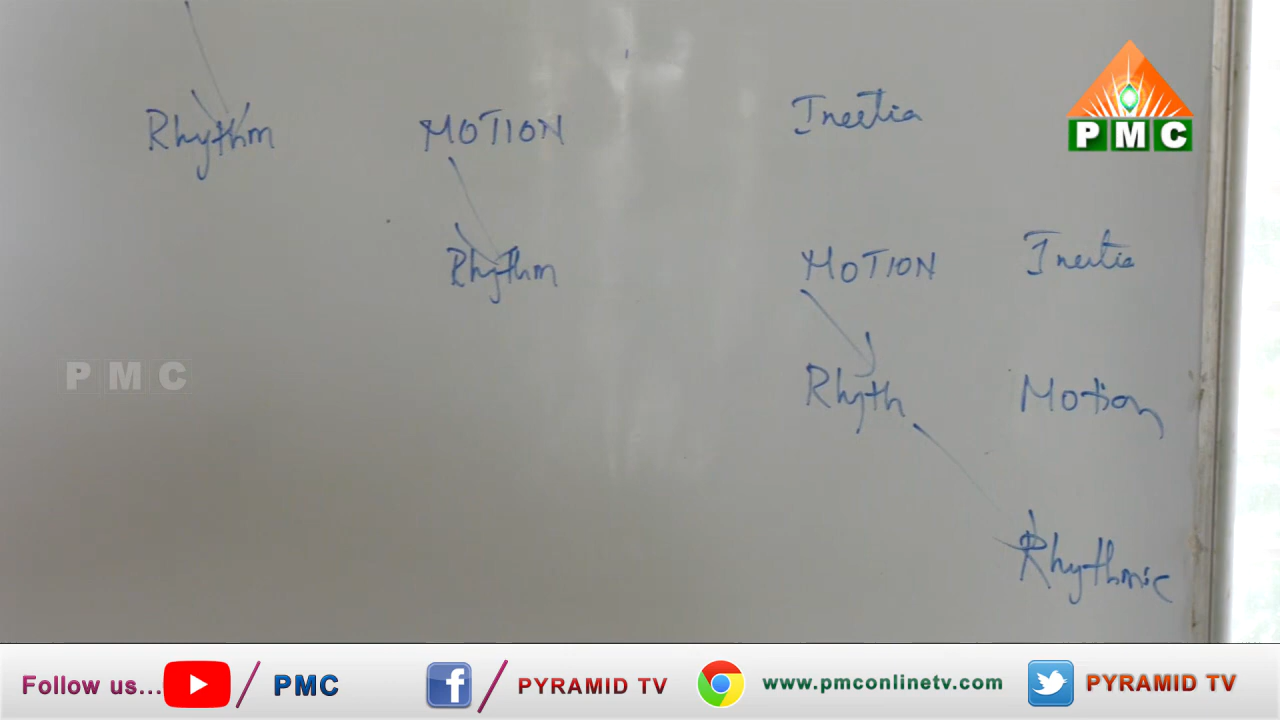 Rhythm MOTION Inertia
PMC
Rhythm MOTION Inertia
PMC
Rhyth Motion
Rhythmic
Follow us... PMC PYRAMID TV www.pmconlinetv.com PYRAMID TV